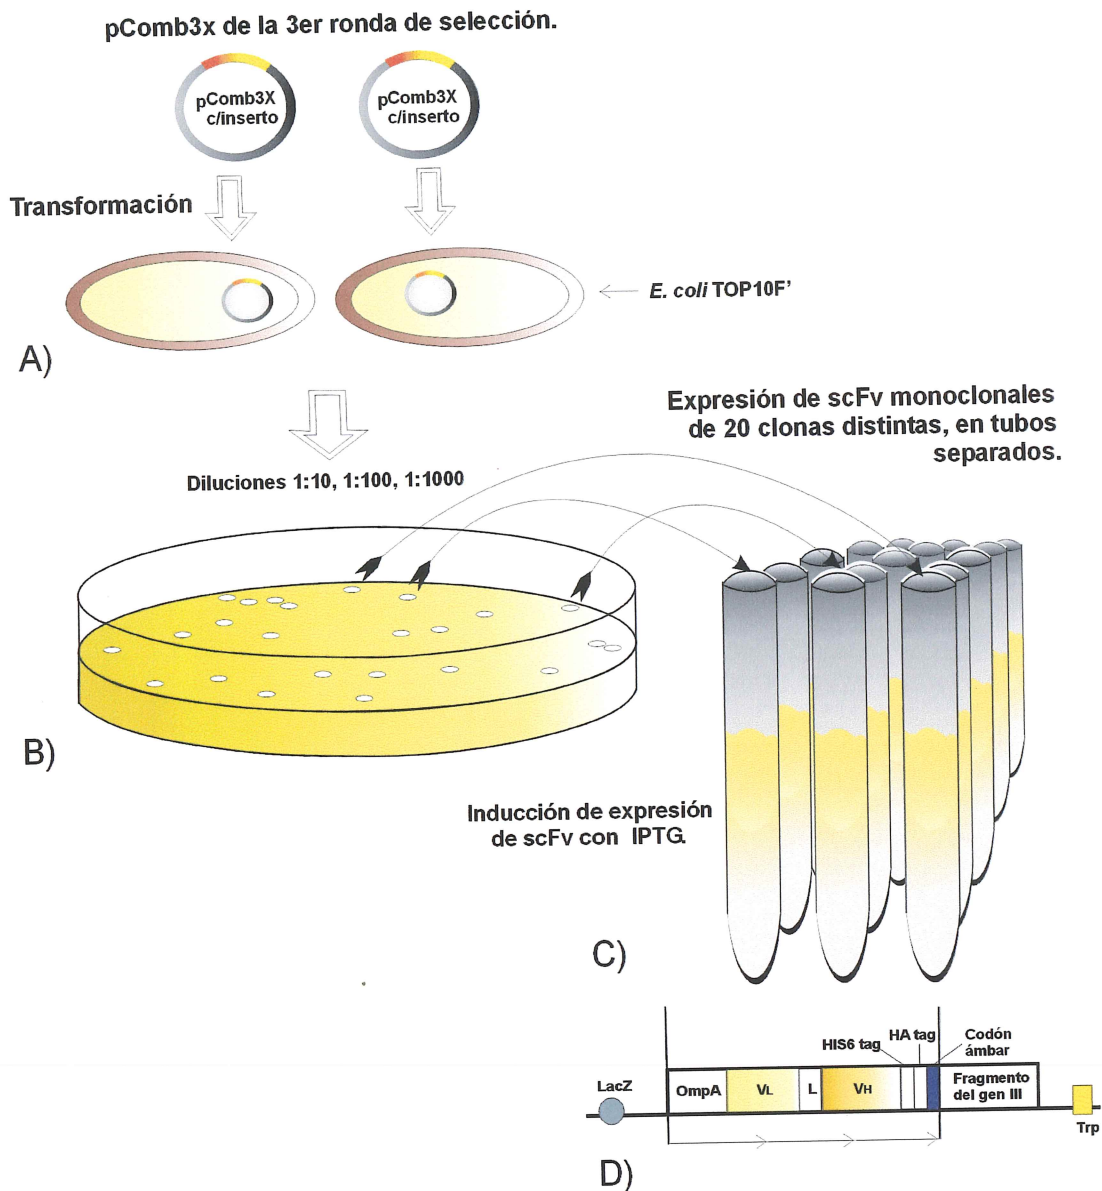 pComb3x de la 3er ronda de selección.
pComb3X
c/inserto
pComb3X
c/inserto
Transformación
E. coli TOP10F'
A)
Expresión de scFv monoclonales
de 20 clonas distintas, en tubos
separados.
Diluciones 1:10, 1:100, 1:1000
B)
Inducción de expresión
de scFv con IPTG.
C)
HIS6 tag
HA tag
Codón
ámbar
LacZ
OmpA
VL
L
VH
Fragmento
del gen III
Trp
D)